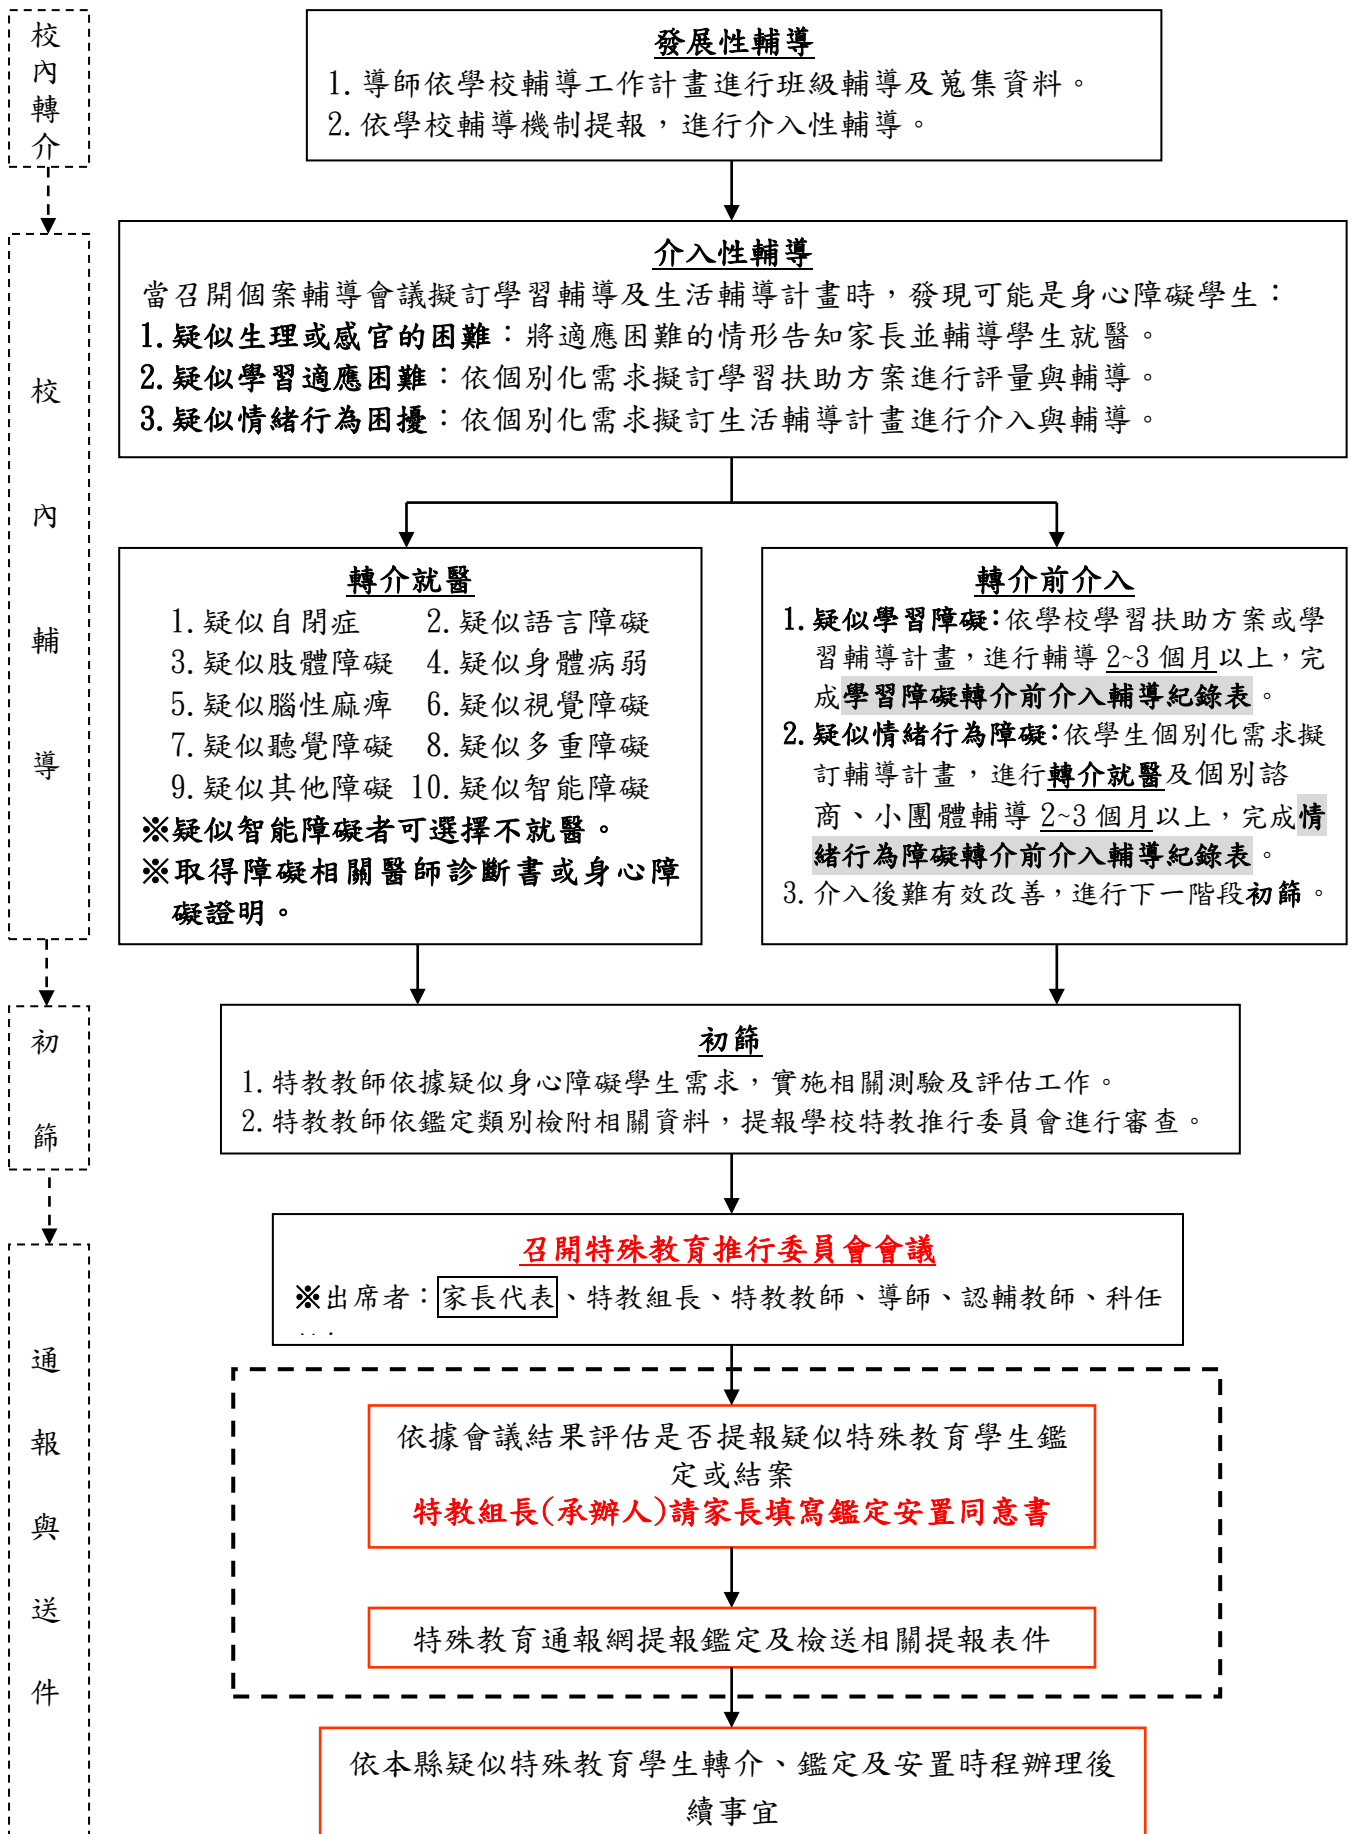 校
內
轉
介
發展性輔導
1.導師依學校輔導工作計畫進行班級輔導及蒐集資料。
2.依學校輔導機制提報，進行介入性輔導。
校
內
輔
導
介入性輔導
當召開個案輔導會議擬訂學習輔導及生活輔導計畫時，發現可能是身心障礙學生：
1.疑似生理或感官的困難：將適應困難的情形告知家長並輔導學生就醫。
2.疑似學習適應困難：依個別化需求擬訂學習扶助方案進行評量與輔導。
3.疑似情緒行為困擾：依個別化需求擬訂生活輔導計畫進行介入與輔導。
轉介就醫
1.疑似自閉症 2.疑似語言障礙
3.疑似肢體障礙 4.疑似身體病弱
5.疑似腦性麻痺 6.疑似視覺障礙
7.疑似聽覺障礙 8.疑似多重障礙
9.疑似其他障礙 10.疑似智能障礙
※疑似智能障礙者可選擇不就醫。
※取得障礙相關醫師診斷書或身心障
礙證明。
轉介前介入
1.疑似學習障礙:依學校學習扶助方案或學
習輔導計畫，進行輔導 2~3 個月以上，完
成學習障礙轉介前介入輔導紀錄表。
2.疑似情緒行為障礙:依學生個別化需求擬
訂輔導計畫，進行轉介就醫及個別諮
商、小團體輔導 2~3 個月以上，完成情
緒行為障礙轉介前介入輔導紀錄表。
3.介入後難有效改善，進行下一階段初篩。
初
篩
初篩
1.特教教師依據疑似身心障礙學生需求，實施相關測驗及評估工作。
2.特教教師依鑑定類別檢附相關資料，提報學校特教推行委員會進行審查。
通
報
與
送
件
召開特殊教育推行委員會會議
※出席者：家長代表、特教組長、特教教師、導師、認輔教師、科任
依據會議結果評估是否提報疑似特殊教育學生鑑
定或結案
特教組長(承辦人)請家長填寫鑑定安置同意書
特殊教育通報網提報鑑定及檢送相關提報表件
依本縣疑似特殊教育學生轉介、鑑定及安置時程辦理後
續事宜